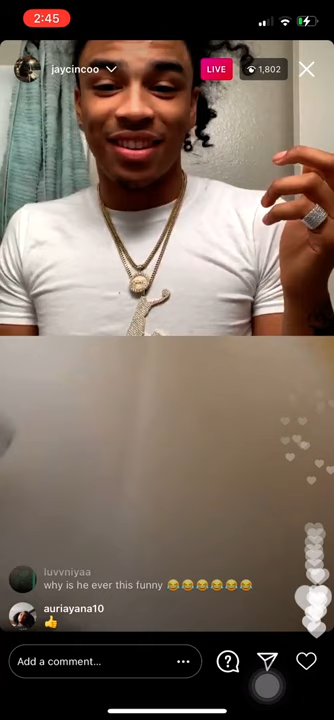 2:45
jaycincoo
LIVE
1,802
luvvniyaa
why is he ever this funny 😂😂😂😂😂😂
auriayana10
👍
Add a comment...